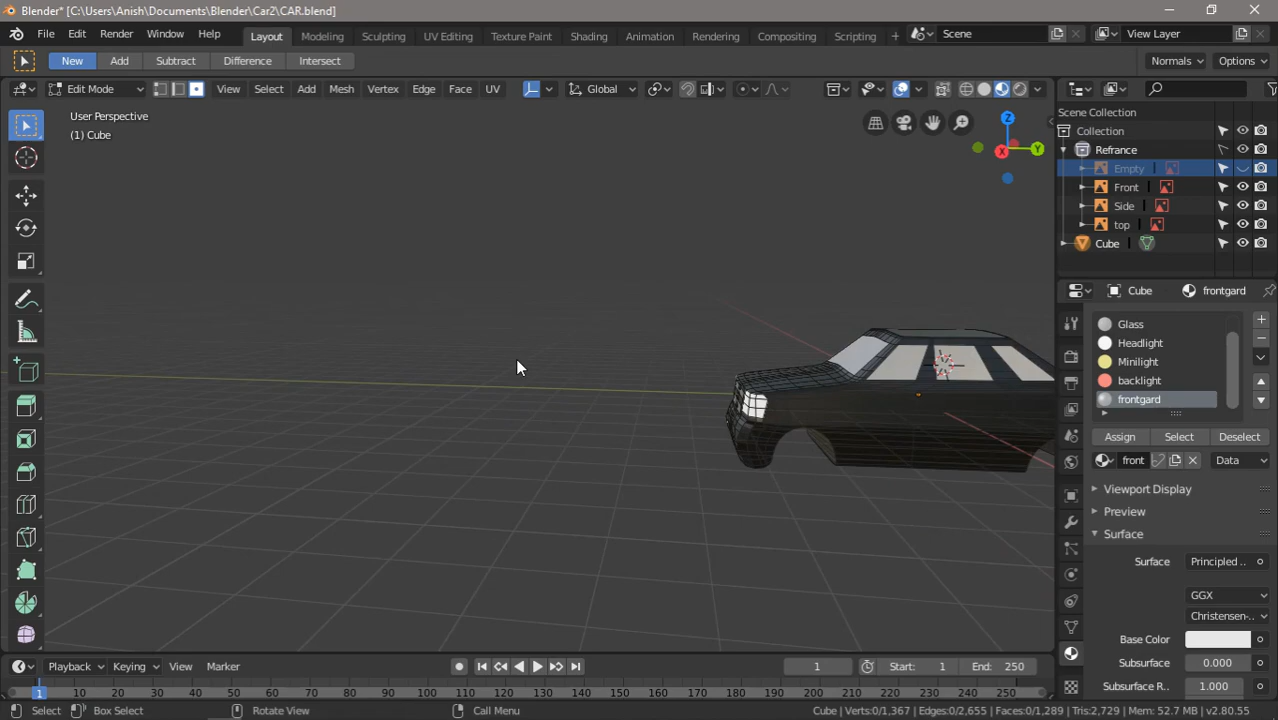 Blender* [C:\Users\Anish\Documents\Blender\Car2\CAR.blend]
File Edit Render Window Help Layout Modeling Sculpting UV Editing Texture Paint Shading Animation Rendering Compositing Scripting + Scene View Layer
New Add Subtract Difference Intersect Normals Options
Edit Mode View Select Add Mesh Vertex Edge Face UV Global
User Perspective
(1) Cube
Z
X
Y
Scene Collection
Collection
Refrance
Empty
Front
Side
top
Cube
Cube frontgard
Glass
Headlight
Minilight
backlight
frontgard
Assign Select Deselect
front Data
Viewport Display
Preview
Surface
Surface Principled ..
GGX
Christensen-..
Base Color
Subsurface 0.000
Subsurface R.. 1.000
Playback Keying View Marker 1 Start: 1 End: 250
1 10 20 30 40 50 60 70 80 90 100 110 120 130 140 150 160 170 180 190 200 210 220 230 240 250
Select Box Select Rotate View Call Menu Cube | Verts:0/1,367 | Edges:0/2,655 | Faces:0/1,289 | Tris:2,729 | Mem: 52.7 MB | v2.80.55